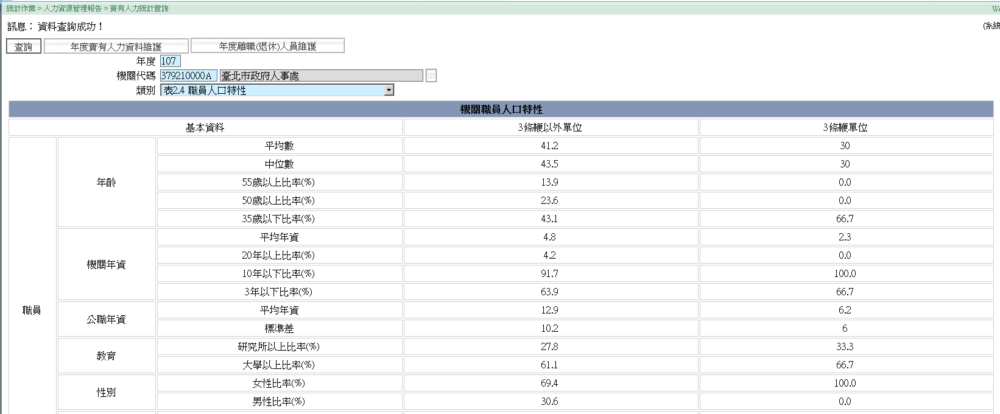 統計作業 > 人力資源管理報告 > 實有人力統計查詢
訊息： 資料查詢成功！
(系統
查詢 年度實有人力資料維護 年度離職(退休)人員維護
年度 107
機關代碼 379210000A 臺北市政府人事處 ...
類別 表2.4 職員人口特性
機關職員人口特性
基本資料 3條鞭以外單位 3條鞭單位
職員
年齡
平均數 41.2 30
中位數 43.5 30
55歲以上比率(%) 13.9 0.0
50歲以上比率(%) 23.6 0.0
35歲以下比率(%) 43.1 66.7
機關年資
平均年資 4.8 2.3
20年以上比率(%) 4.2 0.0
10年以下比率(%) 91.7 100.0
3年以下比率(%) 63.9 66.7
公職年資
平均年資 12.9 6.2
標準差 10.2 6
教育
研究所以上比率(%) 27.8 33.3
大學以上比率(%) 61.1 66.7
性別
女性比率(%) 69.4 100.0
男性比率(%) 30.6 0.0